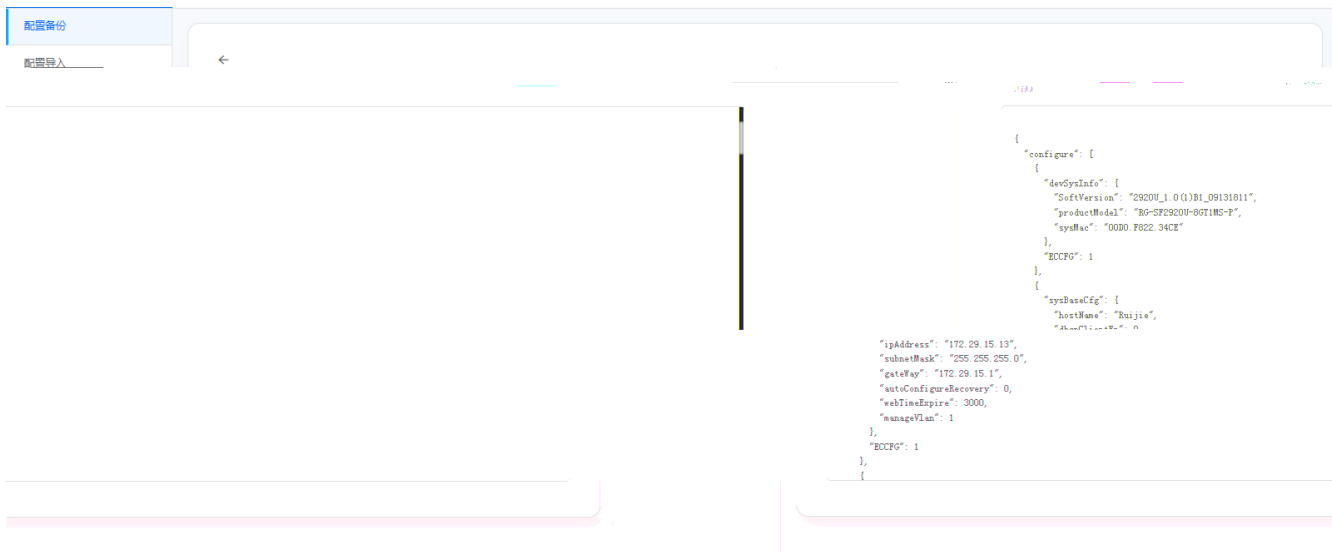 配置备份
配置导入
{
"configure": [
{
"devSysInfo": {
"SoftVersion": "2920U_1.0(1)B1_09131811",
"productModel": "RG-SF2920U-8GT1MS-P",
"sysMac": "00D0.F822.34CE"
},
"ECCFG": 1
},
{
"sysBaseCfg": {
"hostName": "Ruijie",
"ipAddress": "172.29.15.13",
"subnetMask": "255.255.255.0",
"gateWay": "172.29.15.1",
"autoConfigureRecovery": 0,
"webTimeExpire": 3000,
"manageVlan": 1
},
"ECCFG": 1
},
{